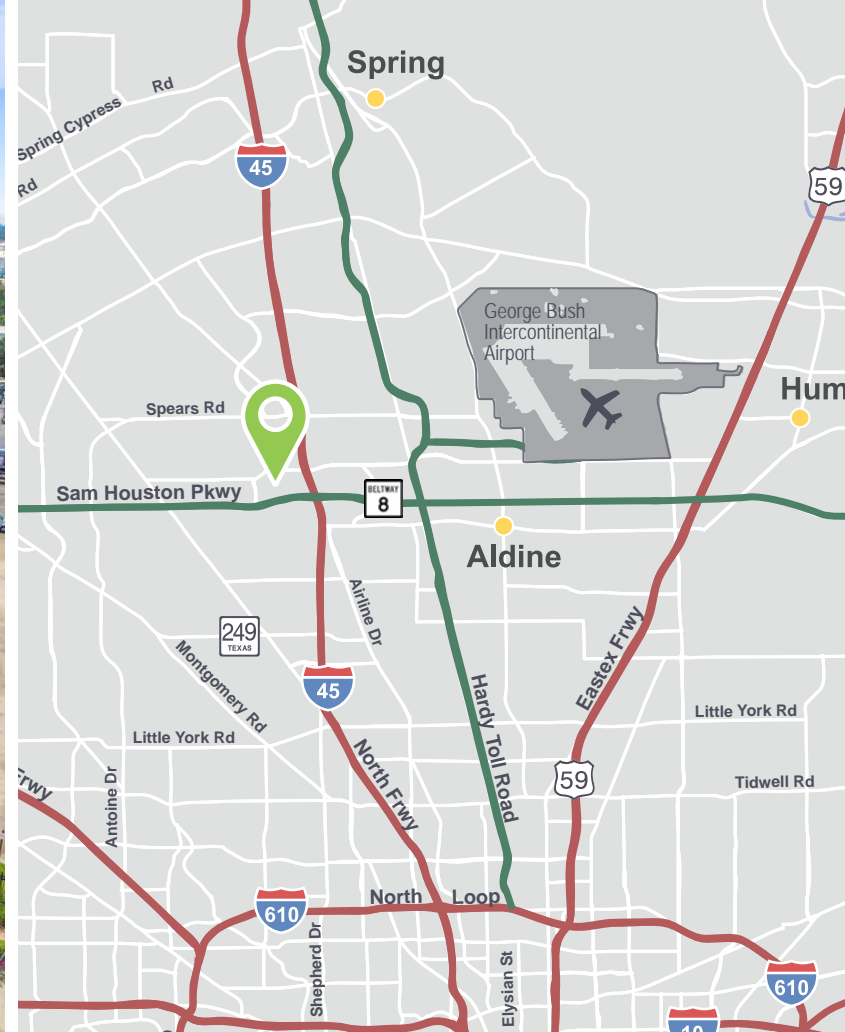 Spring
Rd
Spring Cypress
45
59
Rd
George Bush
Intercontinental
Airport
Hum
Spears Rd
Sam Houston Pkwy
BELTWAY
8
Aldine
Airline Dr
249
TEXAS
Montgomery Rd
Eastex Frwy
45
Hardy Toll Road
Little York Rd
Little York Rd
North Frwy
59
Tidwell Rd
Frwy
Antoine Dr
North Loop
610
Shepherd Dr
Elysian St
610
10